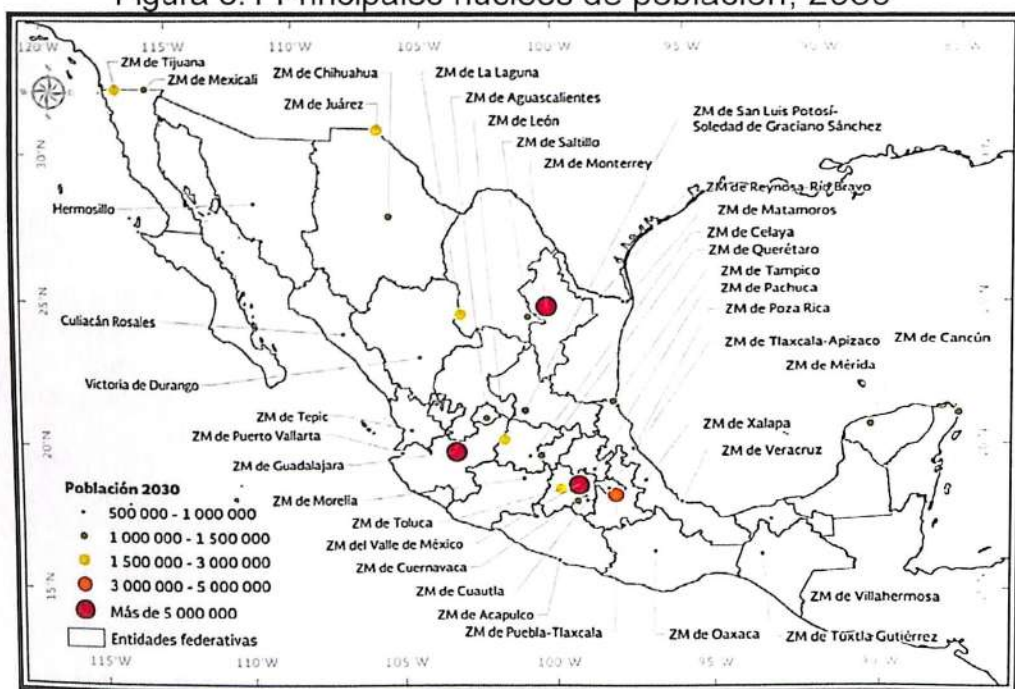 Figura 6.1 Principales núcleos de población, 2030
120°W 115°W 110°W 105°W 100°W 95°W 90°W
ZM de Tijuana
ZM de Mexicali
ZM de Chihuahua
ZM de Juárez
ZM de La Laguna
ZM de Aguascalientes
ZM de León
ZM de Saltillo
ZM de Monterrey
ZM de San Luis Potosí-
Soledad de Graciano Sánchez
ZM de Reynosa-Río Bravo
ZM de Matamoros
ZM de Celaya
ZM de Querétaro
ZM de Tampico
ZM de Pachuca
ZM de Poza Rica
ZM de Tlaxcala-Apizaco
ZM de Cancún
ZM de Mérida
ZM de Xalapa
ZM de Veracruz
30°N
25°N
20°N
15°N
Hermosillo
Culiacán Rosales
Victoria de Durango
ZM de Tepic
ZM de Puerto Vallarta
ZM de Guadalajara
ZM de Morelia
ZM de Toluca
ZM del Valle de México
ZM de Cuernavaca
ZM de Cuautla
ZM de Acapulco
ZM de Puebla-Tlaxcala
ZM de Oaxaca
ZM de Tuxtla Gutiérrez
ZM de Villahermosa
Población 2030
500 000 - 1 000 000
1 000 000 - 1 500 000
1 500 000 - 3 000 000
3 000 000 - 5 000 000
Más de 5 000 000
Entidades federativas
115°W 110°W 105°W 100°W 95°W 90°W